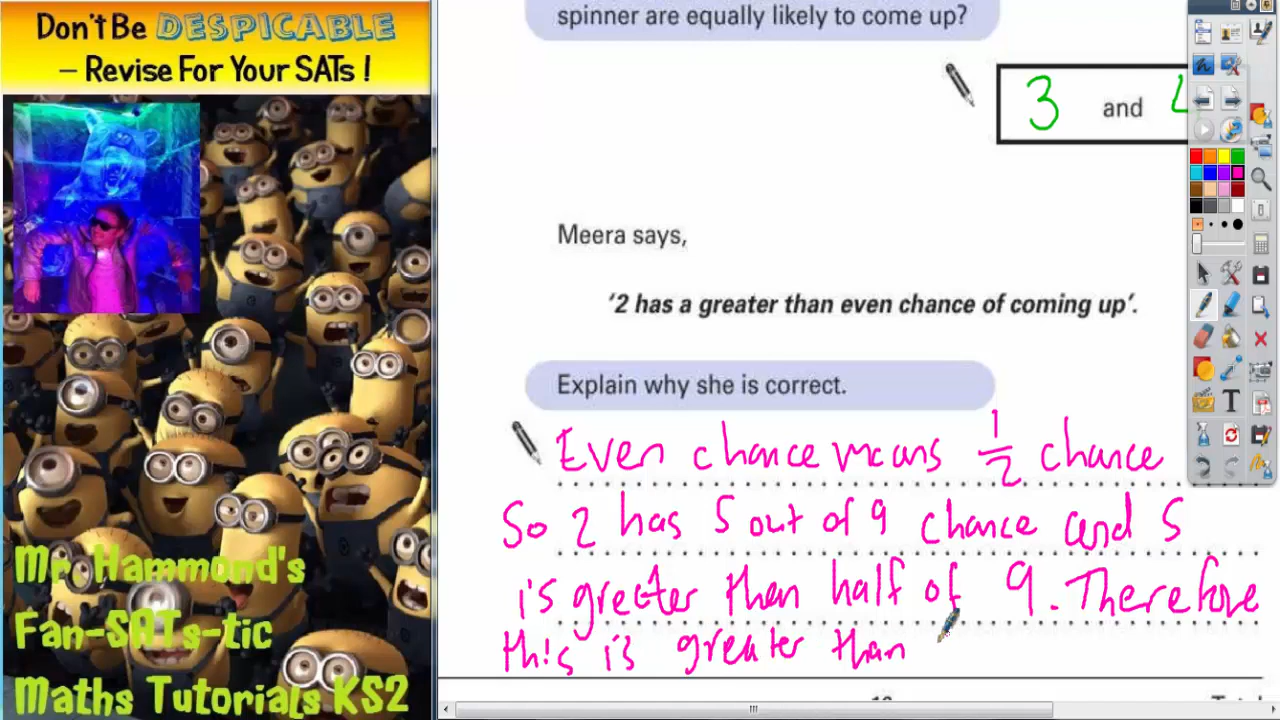 Don't Be DESPICABLE
– Revise For Your SATs !
Mr. Hammond's
Fan-SATs-tic
Maths Tutorials KS2
spinner are equally likely to come up?
3 and 4
Meera says,
'2 has a greater than even chance of coming up'.
Explain why she is correct.
Even chance means 1/2 chance
So 2 has 5 out of 9 chance and 5
is greater than half of 9. Therefore
this is greater than